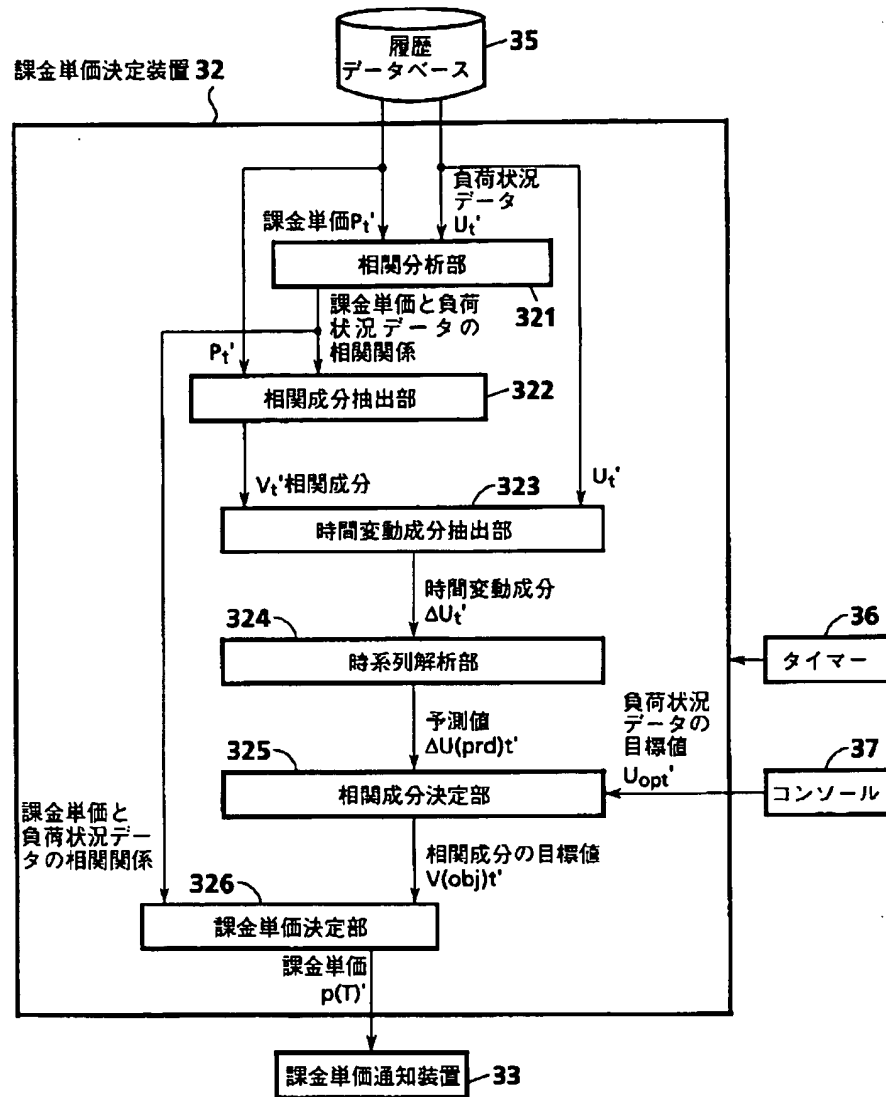 履歴
データベース
35
課金単価決定装置 32
負荷状況
データ
U_t'
課金単価P_t'
相関分析部
321
課金単価と負荷
状況データの
相関関係
P_t'
相関成分抽出部
322
V_t'相関成分
323
U_t'
時間変動成分抽出部
時間変動成分
ΔU_t'
324
時系列解析部
36
タイマー
予測値
ΔU(prd)t'
負荷状況
データの
目標値
U_opt'
325
相関成分決定部
37
コンソール
課金単価と
負荷状況デー
タの相関関係
相関成分の目標値
V(obj)t'
326
課金単価決定部
課金単価
p(T)'
課金単価通知装置
33